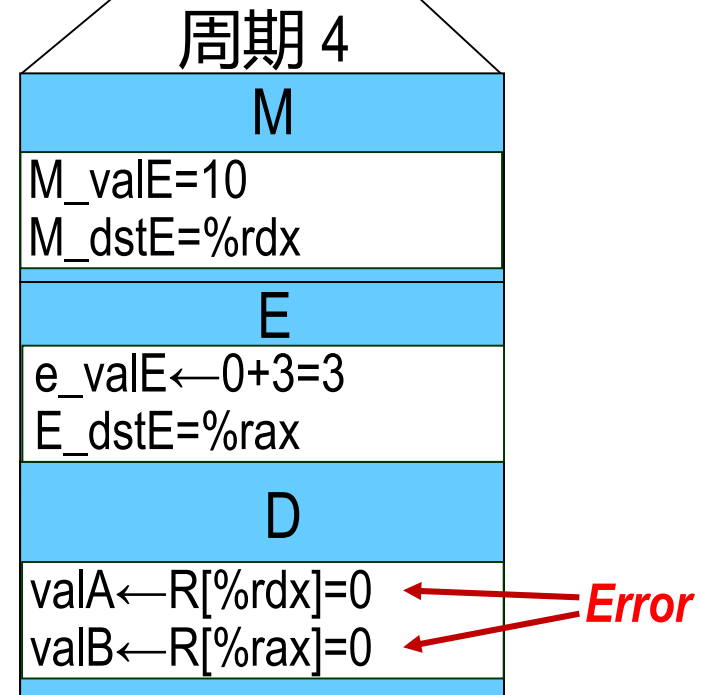 周期 4
M
M_valE=10
M_dstE=%rdx
E
e_valE←0+3=3
E_dstE=%rax
D
valA←R[%rdx]=0
Error
valB←R[%rax]=0